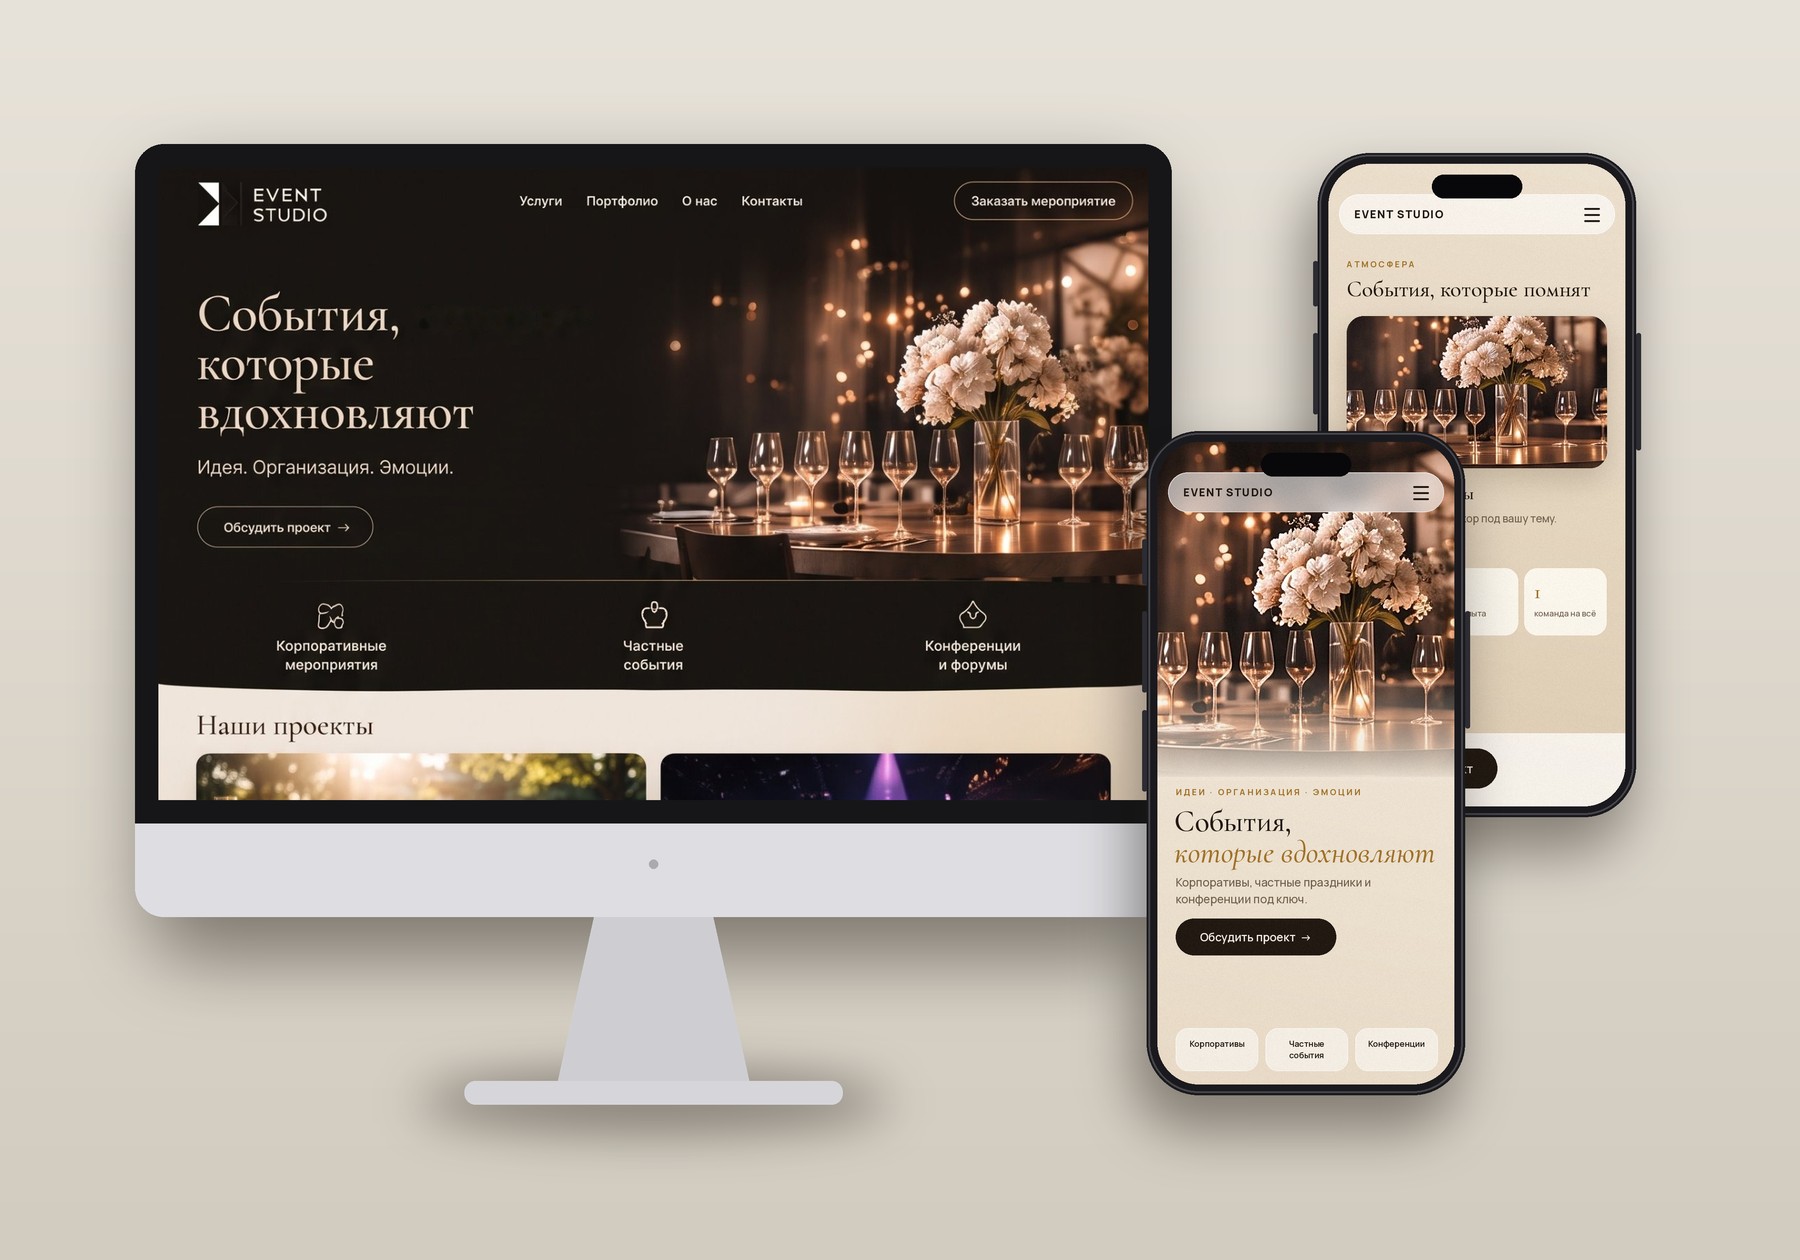 EVENT
STUDIO
Услуги Портфолио О нас Контакты
Заказать мероприятие
События,
которые
вдохновляют
Идея. Организация. Эмоции.
Обсудить проект →
Корпоративные
мероприятия
Частные
события
Конференции
и форумы
Наши проекты
EVENT STUDIO
АТМОСФЕРА
События, которые помнят
под вашу тему.
1
команда на всё
EVENT STUDIO
ИДЕИ · ОРГАНИЗАЦИЯ · ЭМОЦИИ
События,
которые вдохновляют
Корпоративы, частные праздники и
конференции под ключ.
Обсудить проект →
Корпоративы
Частные
события
Конференции